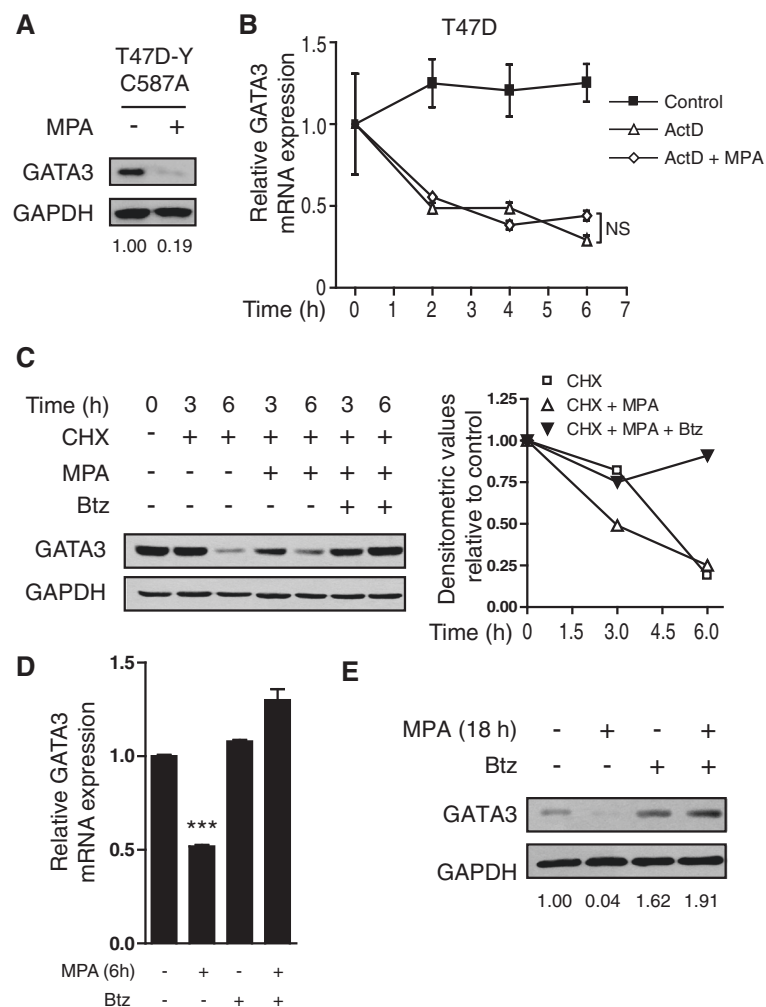 A
T47D-Y
C587A
MPA - +
GATA3
GAPDH
1.00 0.19
B
T47D
Relative GATA3
mRNA expression
1.5
1.0
0.5
0
Time (h) 0 1 2 3 4 5 6 7
NS
Control
ActD
ActD + MPA
C
Time (h) 0 3 6 3 6 3 6
CHX - + + + + + +
MPA - - - + + + +
Btz - - - - - + +
GATA3
GAPDH
CHX
CHX + MPA
CHX + MPA + Btz
Densitometric values
relative to control
1.25
1.00
0.75
0.50
0.25
0.00
Time (h) 0 1.5 3.0 4.5 6.0
D
Relative GATA3
mRNA expression
1.5
1.0
0.5
0.0
***
MPA (6h) - + - +
Btz - - + +
E
MPA (18 h) - + - +
Btz - - + +
GATA3
GAPDH
1.00 0.04 1.62 1.91